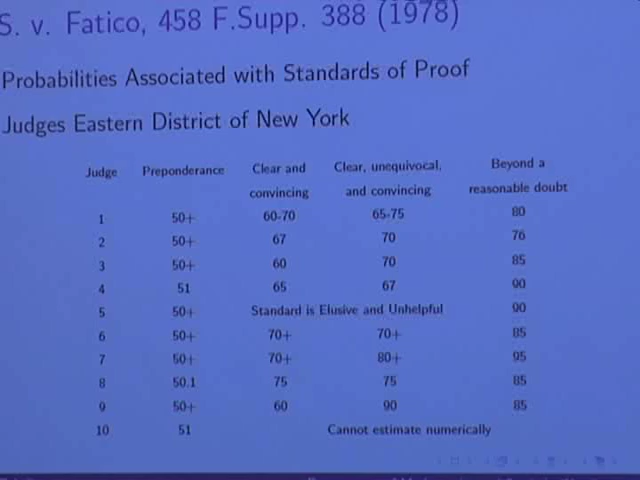 S. v. Fatico, 458 F.Supp. 388 (1978)
Probabilities Associated with Standards of Proof
Judges Eastern District of New York
Judge Preponderance Clear and convincing Clear, unequivocal, and convincing Beyond a reasonable doubt
1 50+ 60-70 65-75 80
2 50+ 67 70 76
3 50+ 60 70 85
4 51 65 67 90
5 50+ Standard is Elusive and Unhelpful 90
6 50+ 70+ 70+ 85
7 50+ 70+ 80+ 95
8 50.1 75 75 85
9 50+ 60 90 85
10 51 Cannot estimate numerically